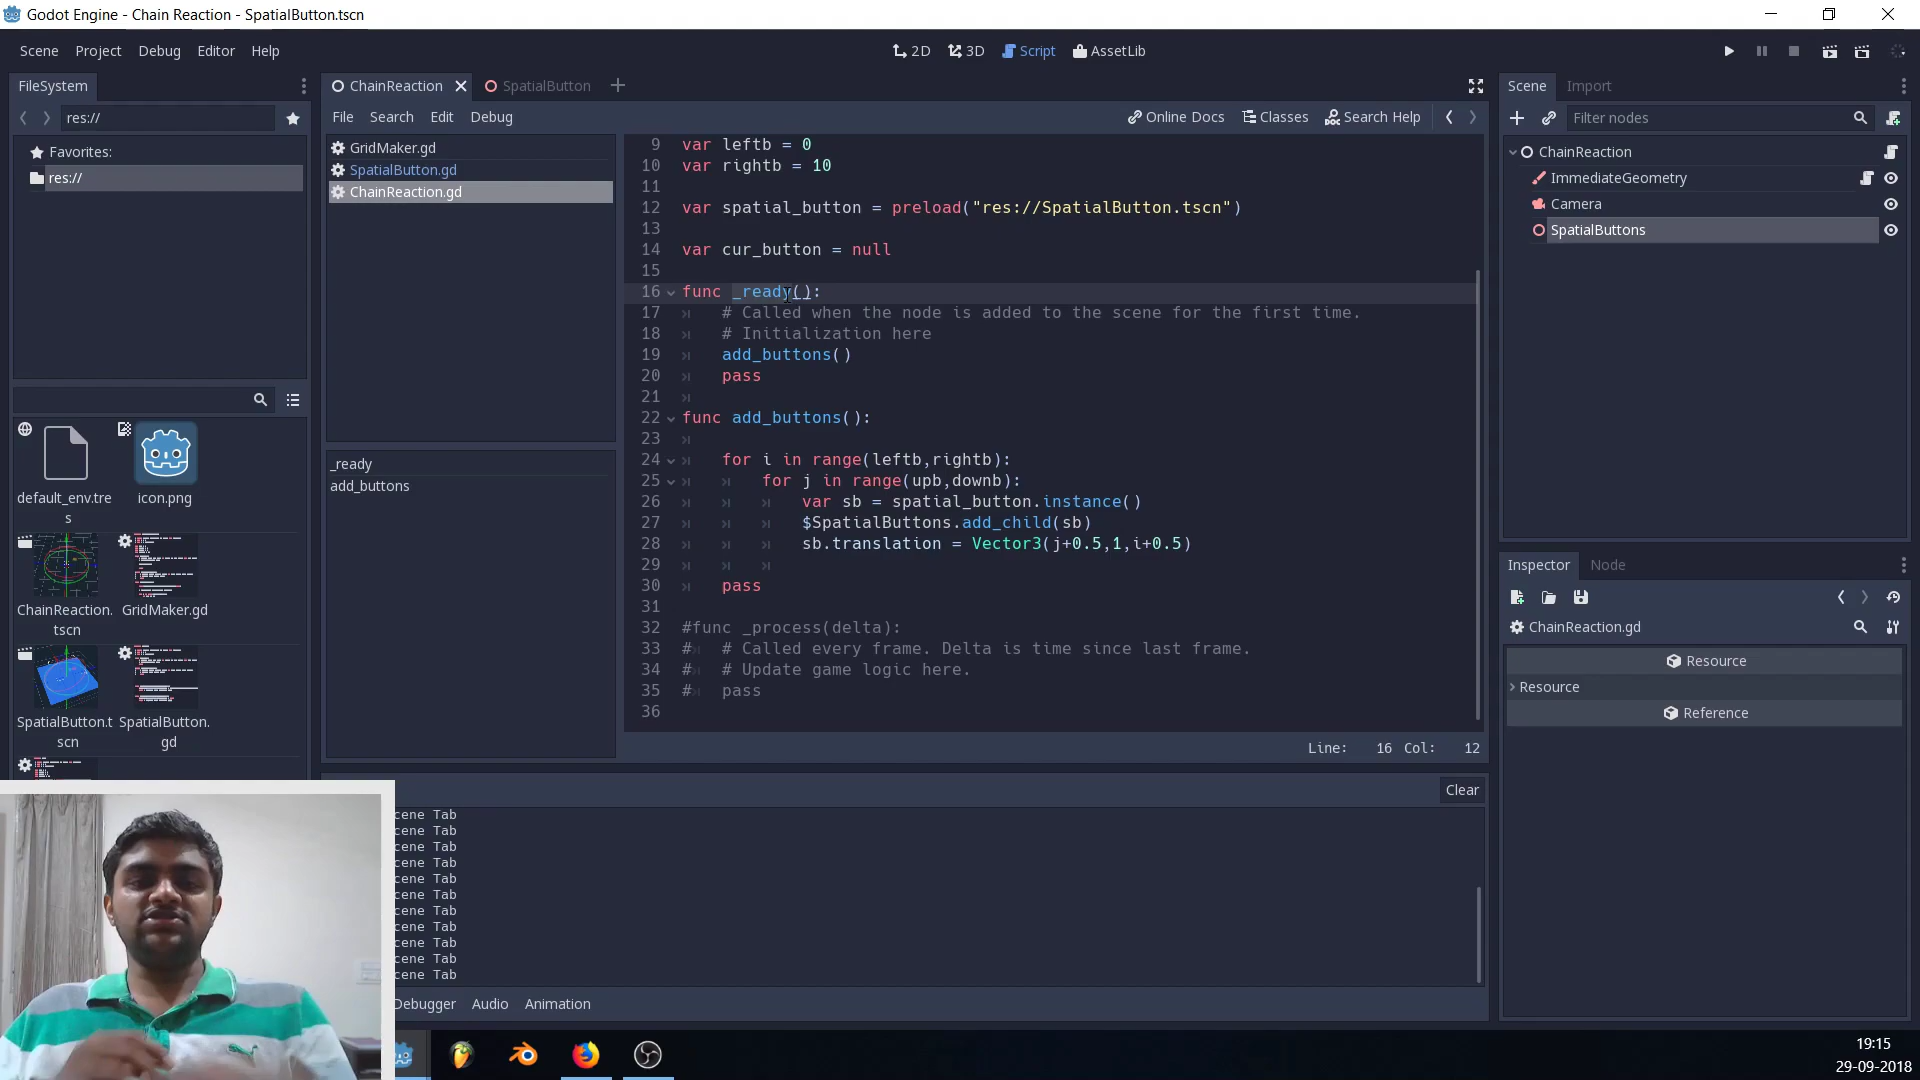 Godot Engine - Chain Reaction - SpatialButton.tscn
Scene Project Debug Editor Help
2D 3D Script AssetLib
FileSystem
res://
Favorites:
res://
default_env.tre
s
icon.png
ChainReaction.
tscn
GridMaker.gd
SpatialButton.t
scn
SpatialButton.
gd
ChainReaction
SpatialButton
File Search Edit Debug
Online Docs Classes Search Help
GridMaker.gd
SpatialButton.gd
ChainReaction.gd
_ready
add_buttons
9 var leftb = 0
10 var rightb = 10
11
12 var spatial_button = preload("res://SpatialButton.tscn")
13
14 var cur_button = null
15
16 func _ready():
17 # Called when the node is added to the scene for the first time.
18 # Initialization here
19 add_buttons()
20 pass
21
22 func add_buttons():
23
24 for i in range(leftb,rightb):
25 for j in range(upb,downb):
26 var sb = spatial_button.instance()
27 $SpatialButtons.add_child(sb)
28 sb.translation = Vector3(j+0.5,1,i+0.5)
29
30 pass
31
32 #func _process(delta):
33 # # Called every frame. Delta is time since last frame.
34 # # Update game logic here.
35 # pass
36
Line: 16 Col: 12
Clear
cene Tab
cene Tab
cene Tab
cene Tab
cene Tab
cene Tab
cene Tab
cene Tab
cene Tab
cene Tab
cene Tab
Debugger Audio Animation
Scene Import
Filter nodes
ChainReaction
ImmediateGeometry
Camera
SpatialButtons
Inspector Node
ChainReaction.gd
Resource
Resource
Reference
19:15
29-09-2018